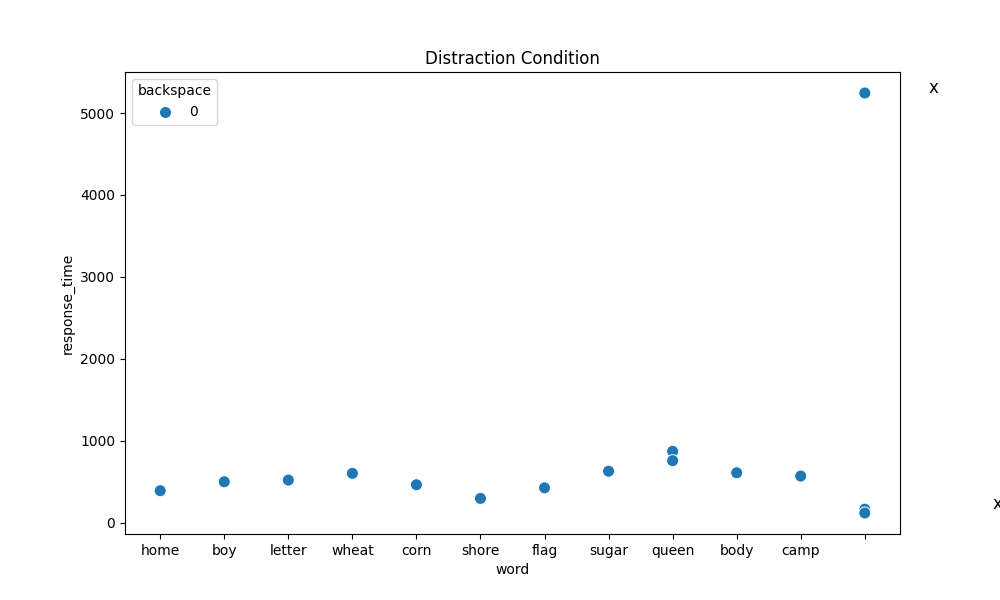 Distraction Condition
backspace
0
x
5000
4000
3000
2000
1000
0
response_time
x
home boy letter wheat corn shore flag sugar queen body camp
word